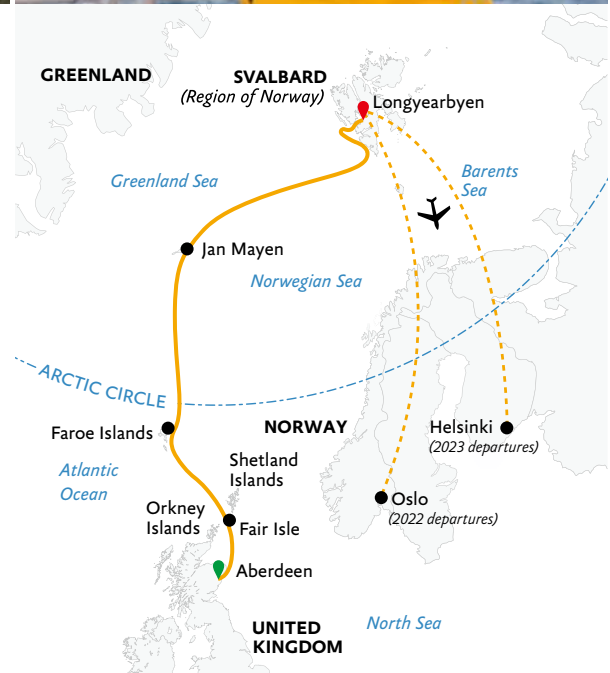 GREENLAND
SVALBARD
(Region of Norway)
Longyearbyen
Greenland Sea
Barents
Sea
Jan Mayen
Norwegian Sea
ARCTIC CIRCLE
Faroe Islands
NORWAY
Helsinki
(2023 departures)
Atlantic
Ocean
Shetland
Islands
Oslo
(2022 departures)
Orkney
Islands
Fair Isle
Aberdeen
UNITED
KINGDOM
North Sea